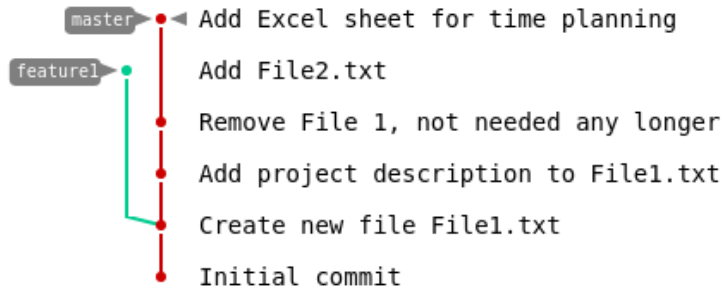 master Add Excel sheet for time planning
feature1 Add File2.txt
Remove File 1, not needed any longer
Add project description to File1.txt
Create new file File1.txt
Initial commit